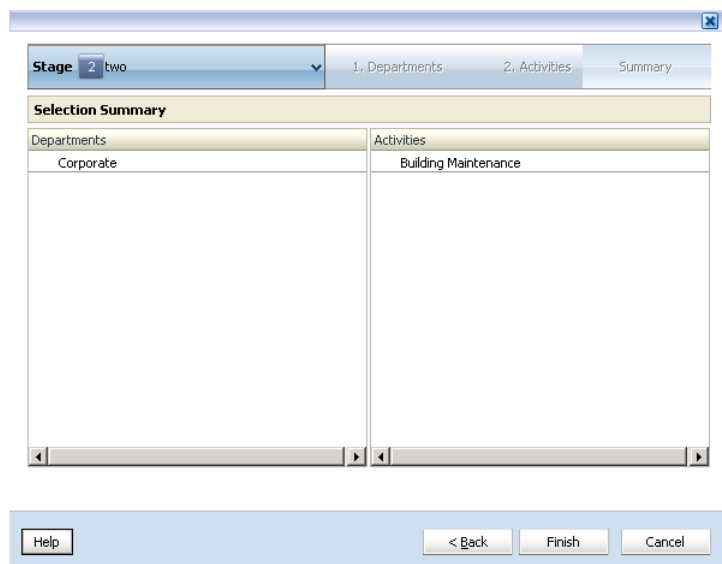 Stage 2 two 1. Departments 2. Activities Summary
Selection Summary
Departments Activities
Corporate Building Maintenance
Help < Back Finish Cancel